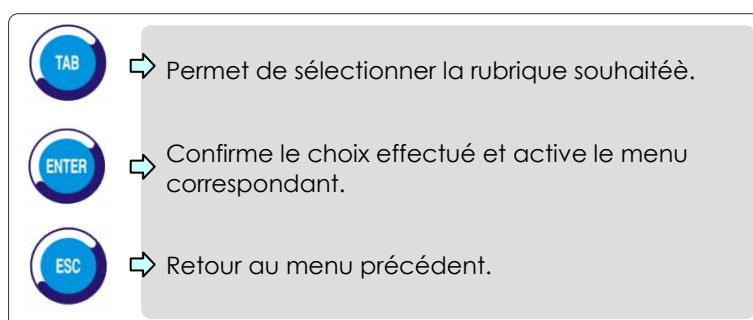 TAB
Permet de sélectionner la rubrique souhaitéè.
ENTER
Confirme le choix effectué et active le menu
correspondant.
ESC
Retour au menu précédent.